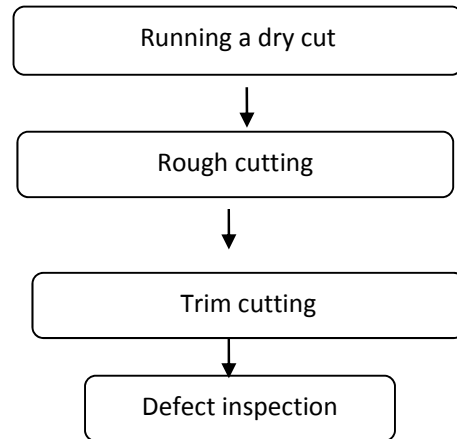 Running a dry cut
Rough cutting
Trim cutting
Defect inspection